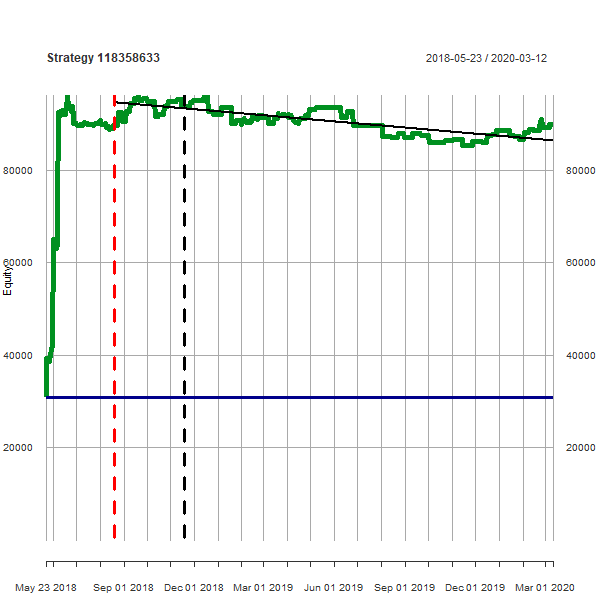 Strategy 118358633
2018-05-23 / 2020-03-12
80000
80000
60000
60000
Equity
40000
40000
20000
20000
May 23 2018
Sep 01 2018
Dec 01 2018
Mar 01 2019
Jun 01 2019
Sep 01 2019
Dec 01 2019
Mar 01 2020